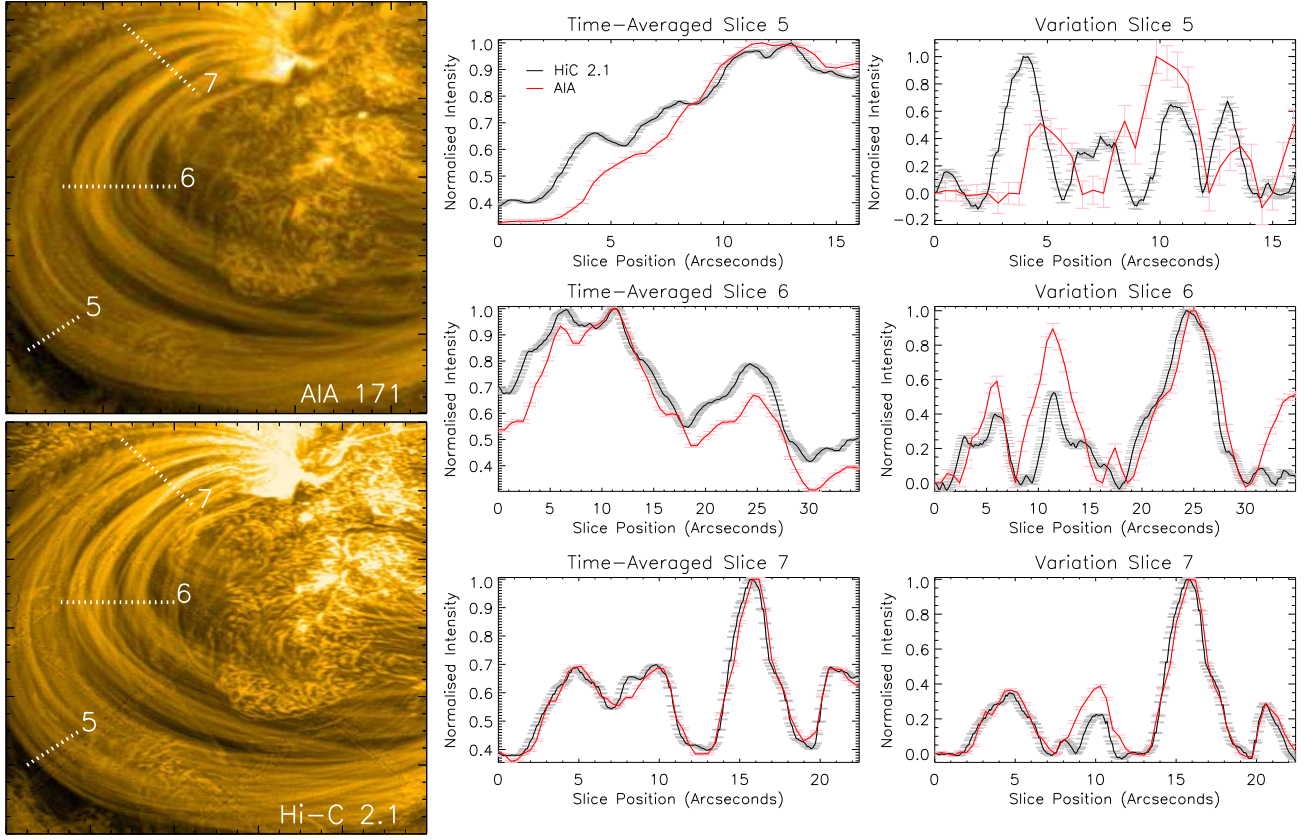 7
6
5
AIA 171
7
6
5
Hi-C 2.1
Time-Averaged Slice 5
Normalised Intensity
1.0
0.9
0.8
0.7
0.6
0.5
0.4
HiC 2.1
AIA
0 5 10 15
Slice Position (Arcseconds)
Variation Slice 5
Normalised Intensity
1.0
0.8
0.6
0.4
0.2
0.0
-0.2
0 5 10 15
Slice Position (Arcseconds)
Time-Averaged Slice 6
Normalised Intensity
1.0
0.9
0.8
0.7
0.6
0.5
0.4
0 5 10 15 20 25 30
Slice Position (Arcseconds)
Variation Slice 6
Normalised Intensity
1.0
0.8
0.6
0.4
0.2
0.0
0 5 10 15 20 25 30
Slice Position (Arcseconds)
Time-Averaged Slice 7
Normalised Intensity
1.0
0.9
0.8
0.7
0.6
0.5
0.4
0 5 10 15 20
Slice Position (Arcseconds)
Variation Slice 7
Normalised Intensity
1.0
0.8
0.6
0.4
0.2
0.0
0 5 10 15 20
Slice Position (Arcseconds)